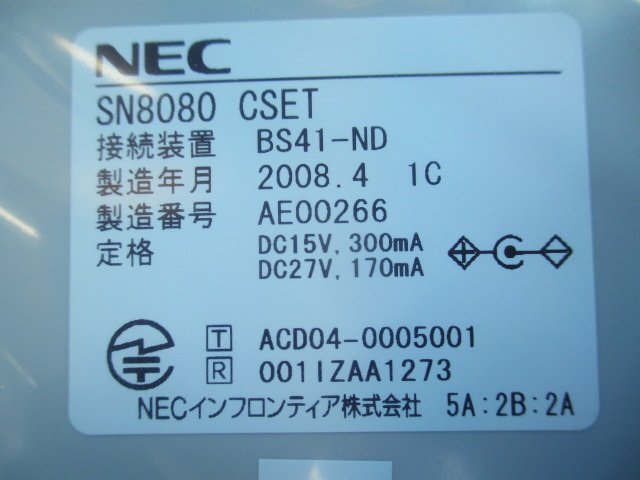 NEC
SN8080 CSET
接続装置 BS41-ND
製造年月 2008.4 1C
製造番号 AE00266
定格 DC15V, 300mA
DC27V, 170mA
T ACD04-0005001
R 001IZAA1273
NECインフロンティア株式会社 5A:2B:2A